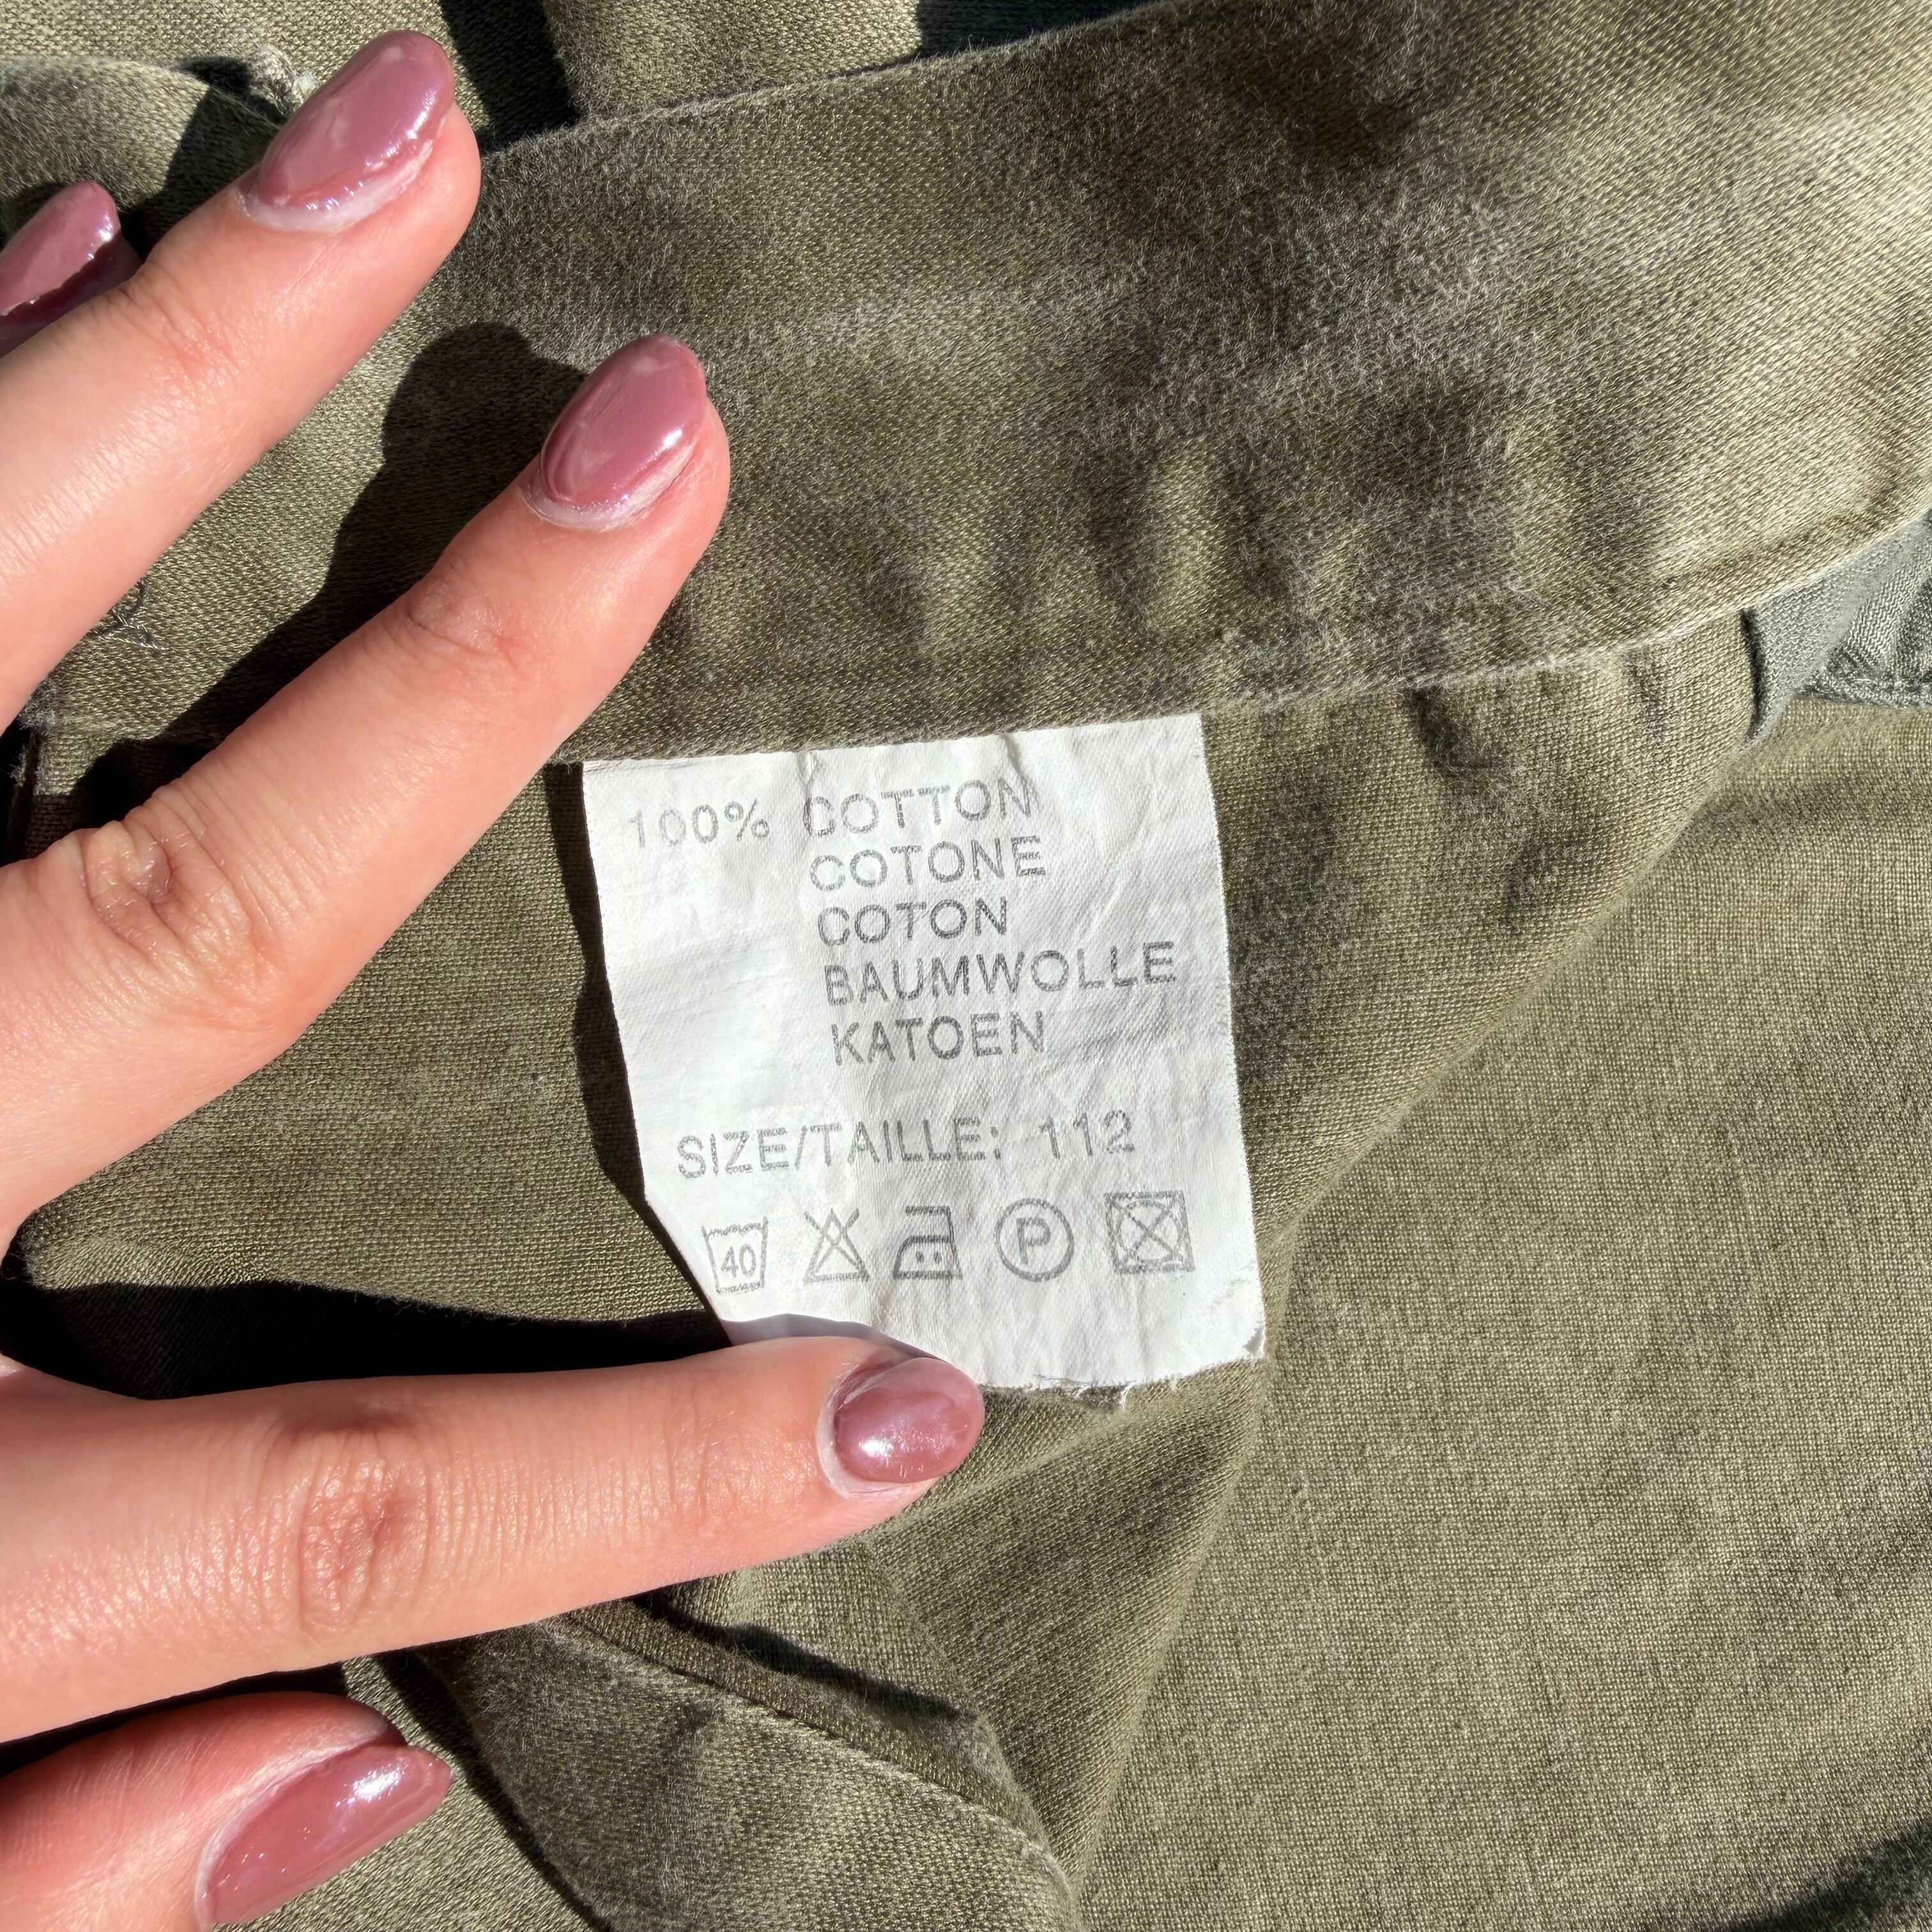 100% COTTON
COTONE
COTON
BAUMWOLLE
KATOEN
SIZE/TAILLE: 112
40 P